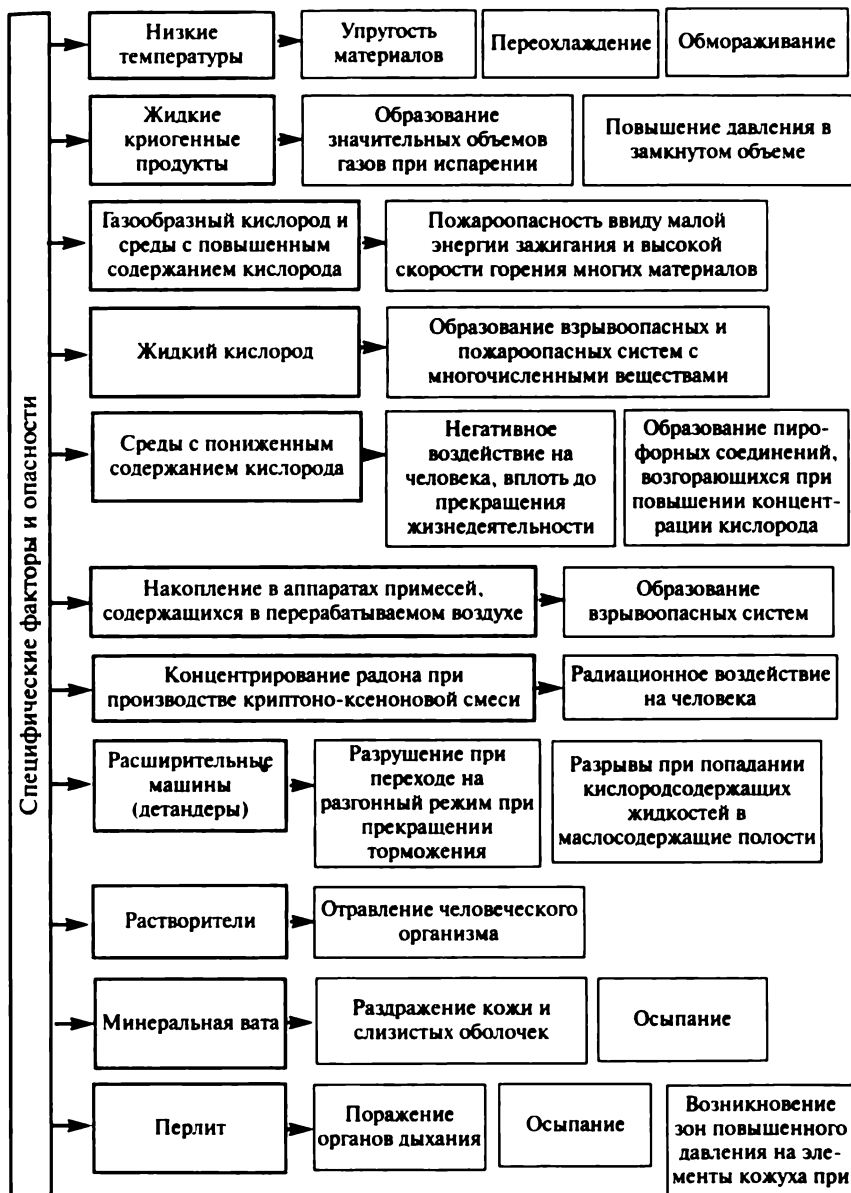 Специфические факторы и опасности
Низкие
температуры
Упругость
материалов
Переохлаждение
Обмораживание
Жидкие
криогенные
продукты
Образование
значительных объемов
газов при испарении
Повышение давления в
замкнутом объеме
Газообразный кислород и
среды с повышенным
содержанием кислорода
Пожароопасность ввиду малой
энергии зажигания и высокой
скорости горения многих материалов
Жидкий кислород
Образование взрывоопасных и
пожароопасных систем с
многочисленными веществами
Среды с пониженным
содержанием кислорода
Негативное
воздействие на
человека, вплоть до
прекращения
жизнедеятельности
Образование пиро-
форных соединений,
возгорающихся при
повышении концент-
рации кислорода
Накопление в аппаратах примесей,
содержащихся в перерабатываемом воздухе
Образование
взрывоопасных систем
Концентрирование радона при
производстве криптоно-ксеноновой смеси
Радиационное воздействие
на человека
Расширительные
машины
(детандеры)
Разрушение при
переходе на
разгонный режим при
прекращении
торможения
Разрывы при попадании
кислородсодержащих
жидкостей в
маслосодержащие полости
Растворители
Отравление человеческого
организма
Минеральная вата
Раздражение кожи и
слизистых оболочек
Осыпание
Перлит
Поражение
органов дыхания
Осыпание
Возникновение
зон повышенного
давления на эле-
менты кожуха при